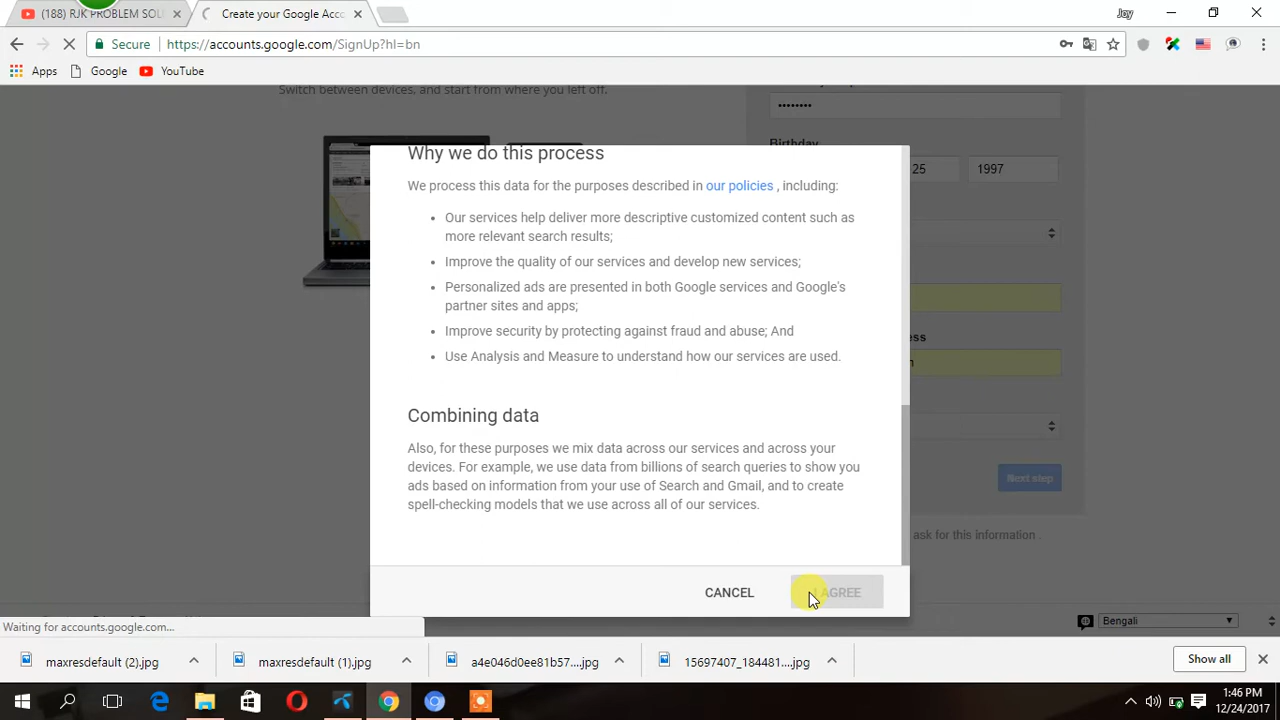 (188) RJK PROBLEM SOL
Create your Google Acco
Joy
Secure
https://accounts.google.com/SignUp?hl=bn
Apps
Google
YouTube
Switch between devices, and start from where you left off.
••••••••
Birthday
25
1997
Why we do this process
We process this data for the purposes described in our policies , including:
• Our services help deliver more descriptive customized content such as
more relevant search results;
• Improve the quality of our services and develop new services;
• Personalized ads are presented in both Google services and Google's
partner sites and apps;
• Improve security by protecting against fraud and abuse; And
• Use Analysis and Measure to understand how our services are used.
Combining data
Also, for these purposes we mix data across our services and across your
devices. For example, we use data from billions of search queries to show you
ads based on information from your use of Search and Gmail, and to create
spell-checking models that we use across all of our services.
Next step
ask for this information .
CANCEL
I AGREE
Waiting for accounts.google.com...
Bengali
maxresdefault (2).jpg
maxresdefault (1).jpg
a4e046d0ee81b57....jpg
15697407_184481....jpg
Show all
1:46 PM
12/24/2017